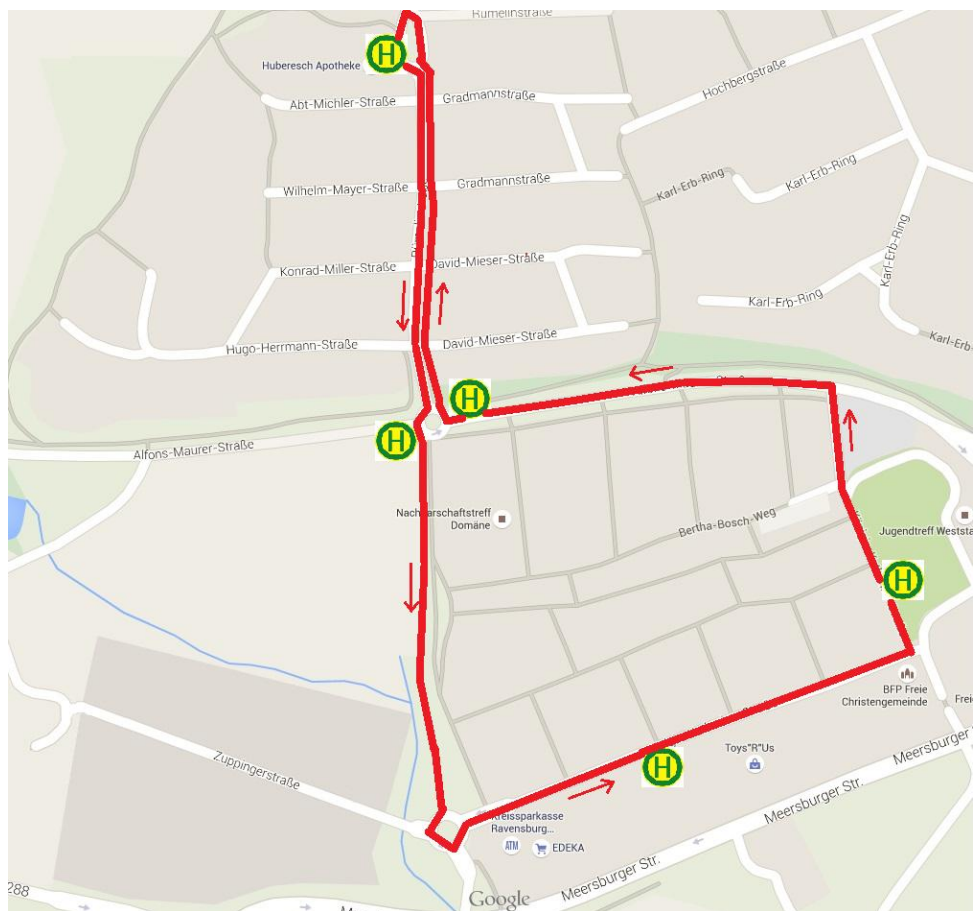 Rümelinstraße
H
Huberesch Apotheke
Hochbergstraße
Abt-Michler-Straße
Gradmannstraße
Wilhelm-Mayer-Straße
Gradmannstraße
Karl-Erb-Ring
Karl-Erb-Ring
Karl-Erb-Ring
Konrad-Miller-Straße
David-Mieser-Straße
Karl-Erb-Ring
Hugo-Herrmann-Straße
David-Mieser-Straße
Karl-Erb-Ring
H
H
Alfons-Maurer-Straße
Nachbarschaftstreff
Domäne
Bertha-Bosch-Weg
Jugendtreff Weststa
H
BFP Freie
Christengemeinde
Frei
Toys"R"Us
H
Zuppingerstraße
Meersburger S
Meersburger Str.
Kreissparkasse
Ravensburg...
ATM
EDEKA
Meersburger Str.
288
Google